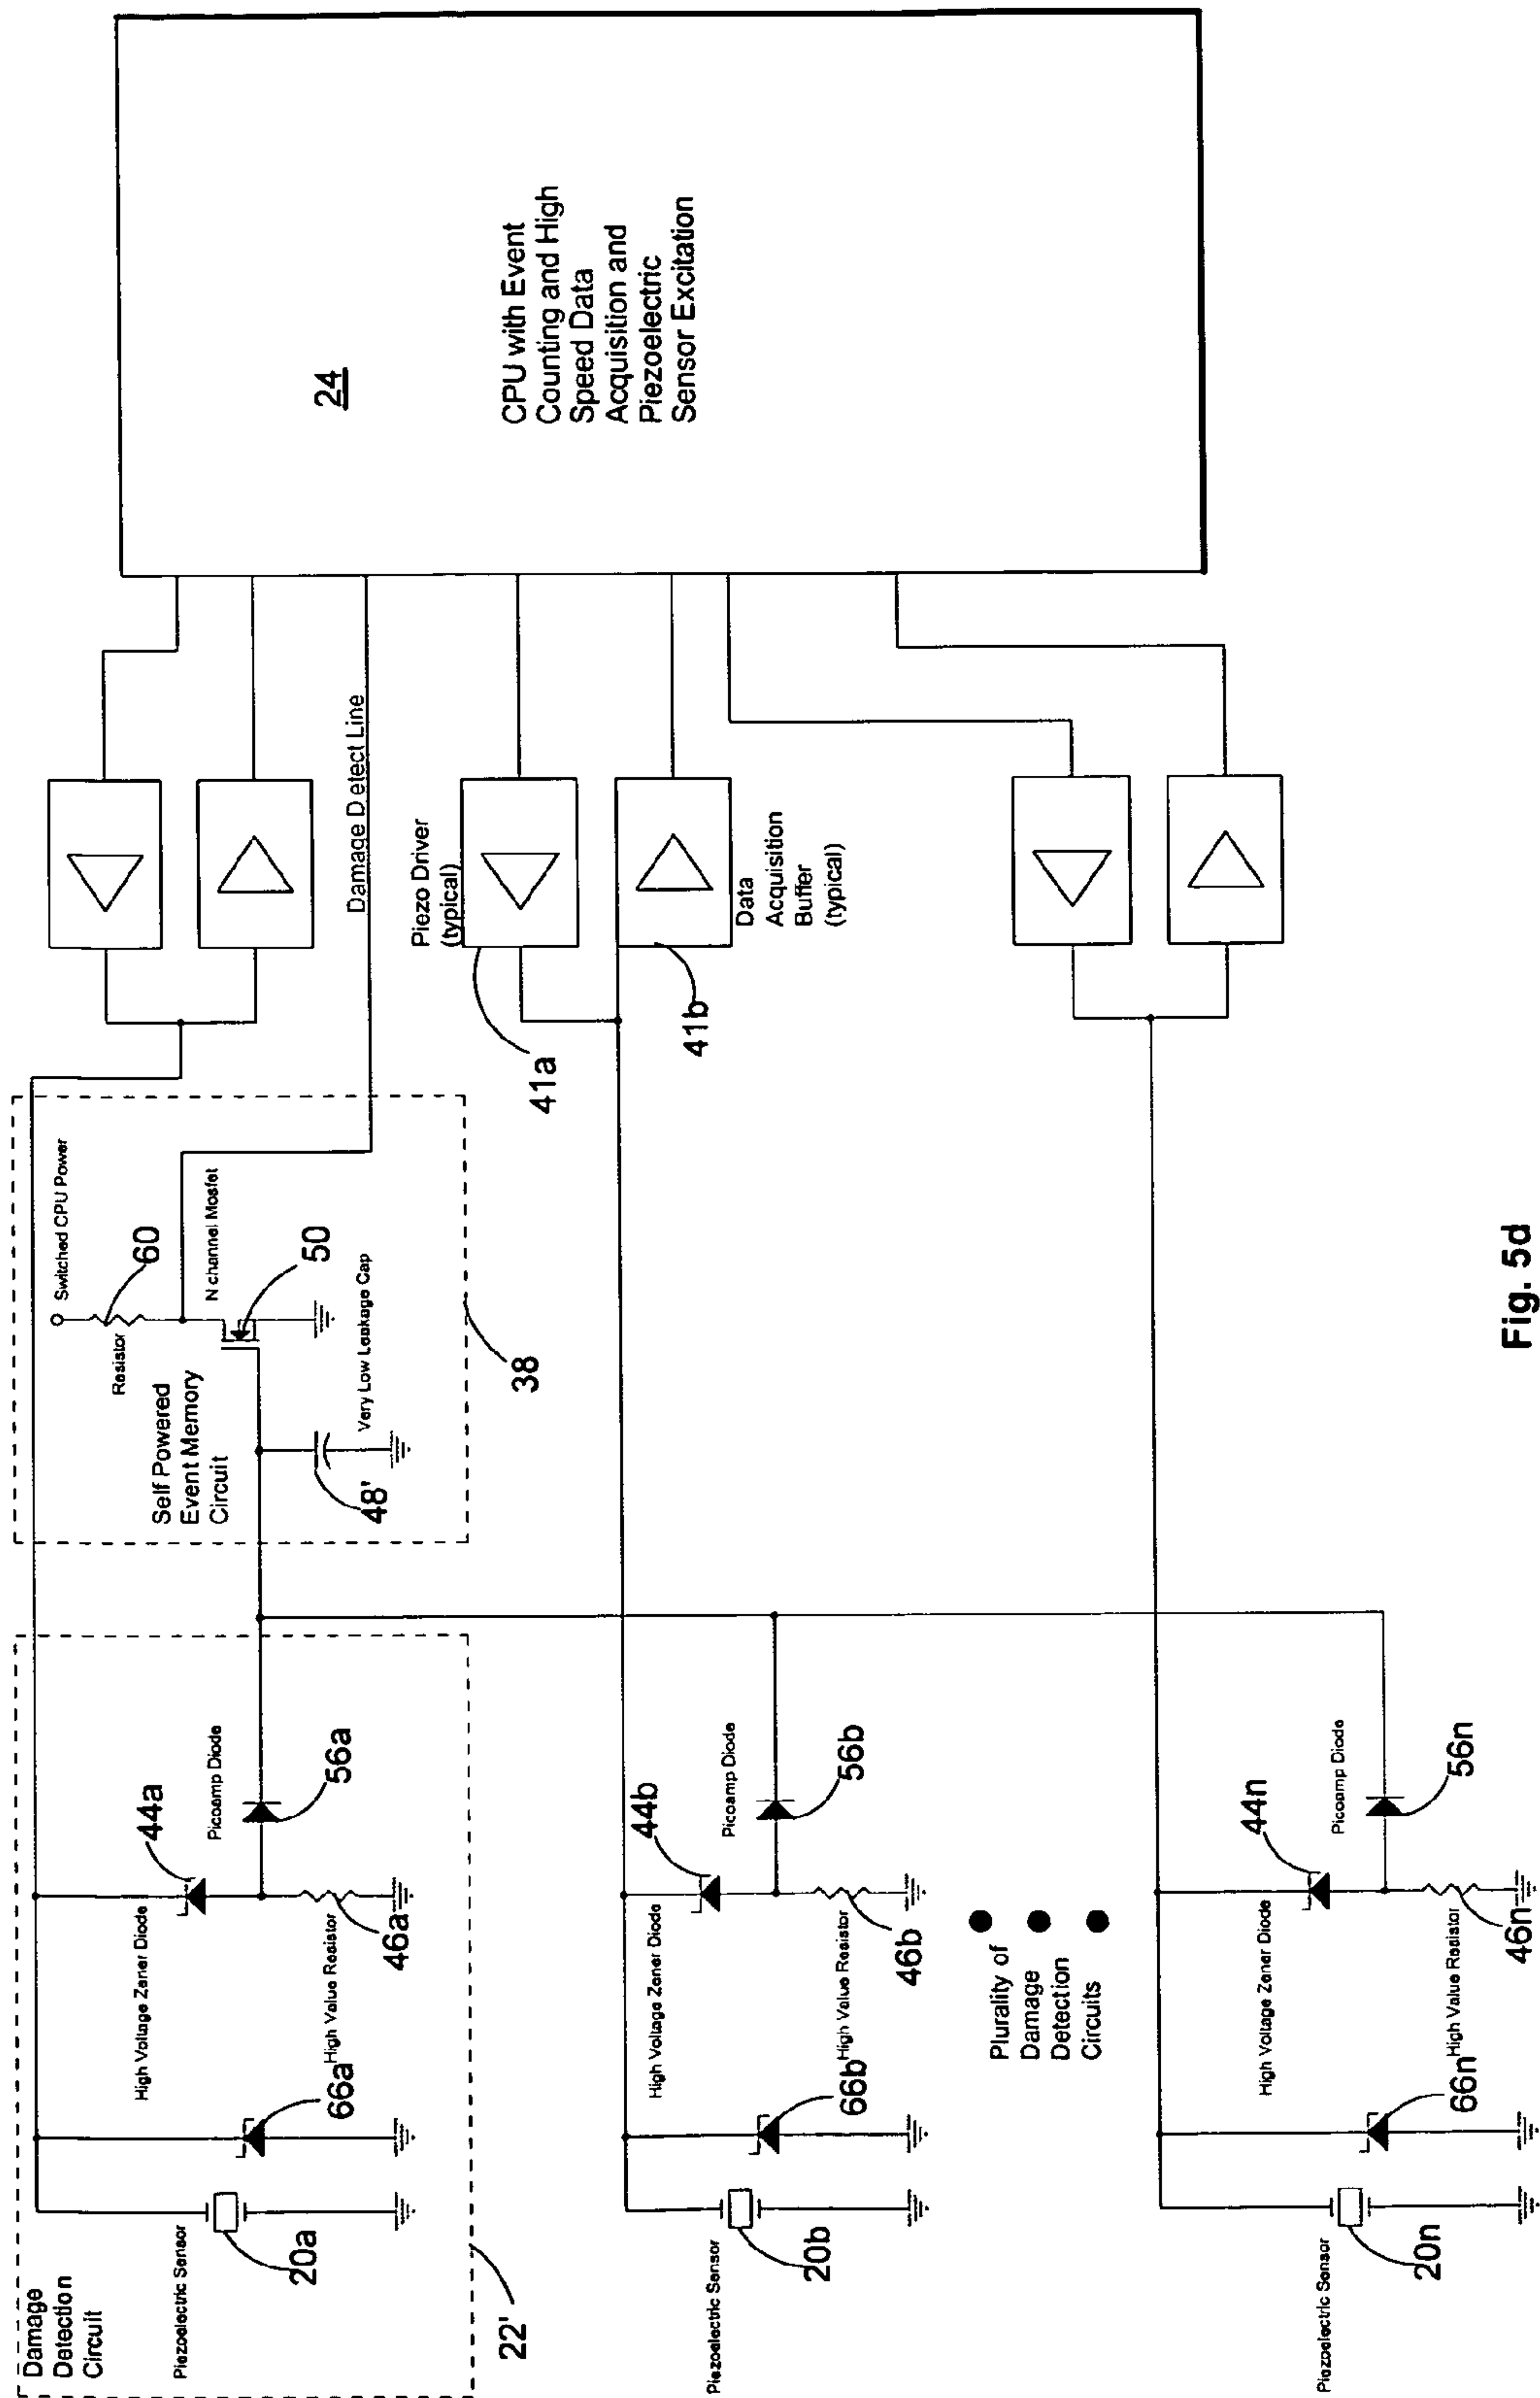 Damage
Detection
Circuit
Piezoelectric Sensor
20a
22'
66a
High Voltage Zener Diode
44a
High Value Resistor
46a
Picoamp Diode
56a
Self Powered
Event Memory
Circuit
48'
Very Low Leakage Cap
Resistor
60
Switched CPU Power
N channel Mosfet
50
38
Damage D etect Line
Piezo Driver
(typical)
41a
41b
Data
Acquisition
Buffer
(typical)
24
CPU with Event
Counting and High
Speed Data
Acquisition and
Piezoelectric
Sensor Excitation
Piezoelectric Sensor
20b
66b
High Voltage Zener Diode
44b
High Value Resistor
46b
Picoamp Diode
56b
Plurality of
Damage
Detection
Circuits
Piezoelectric Sensor
20n
66n
High Voltage Zener Diode
44n
High Value Resistor
46n
Picoamp Diode
56n
Fig. 5d